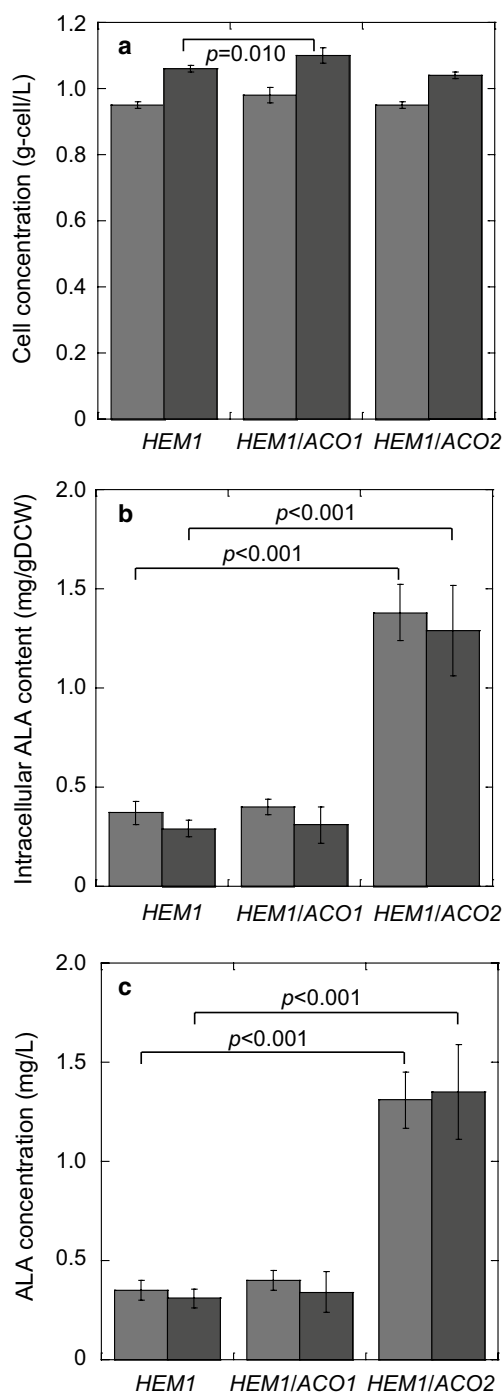 a
p=0.010
Cell concentration (g-cell/L)
1.2
1.0
0.8
0.6
0.4
0.2
0
HEM1 HEM1/ACO1 HEM1/ACO2
b
p<0.001
p<0.001
Intracellular ALA content (mg/gDCW)
2.0
1.5
1.0
0.5
0
HEM1 HEM1/ACO1 HEM1/ACO2
c
p<0.001
p<0.001
ALA concentration (mg/L)
2.0
1.5
1.0
0.5
0
HEM1 HEM1/ACO1 HEM1/ACO2